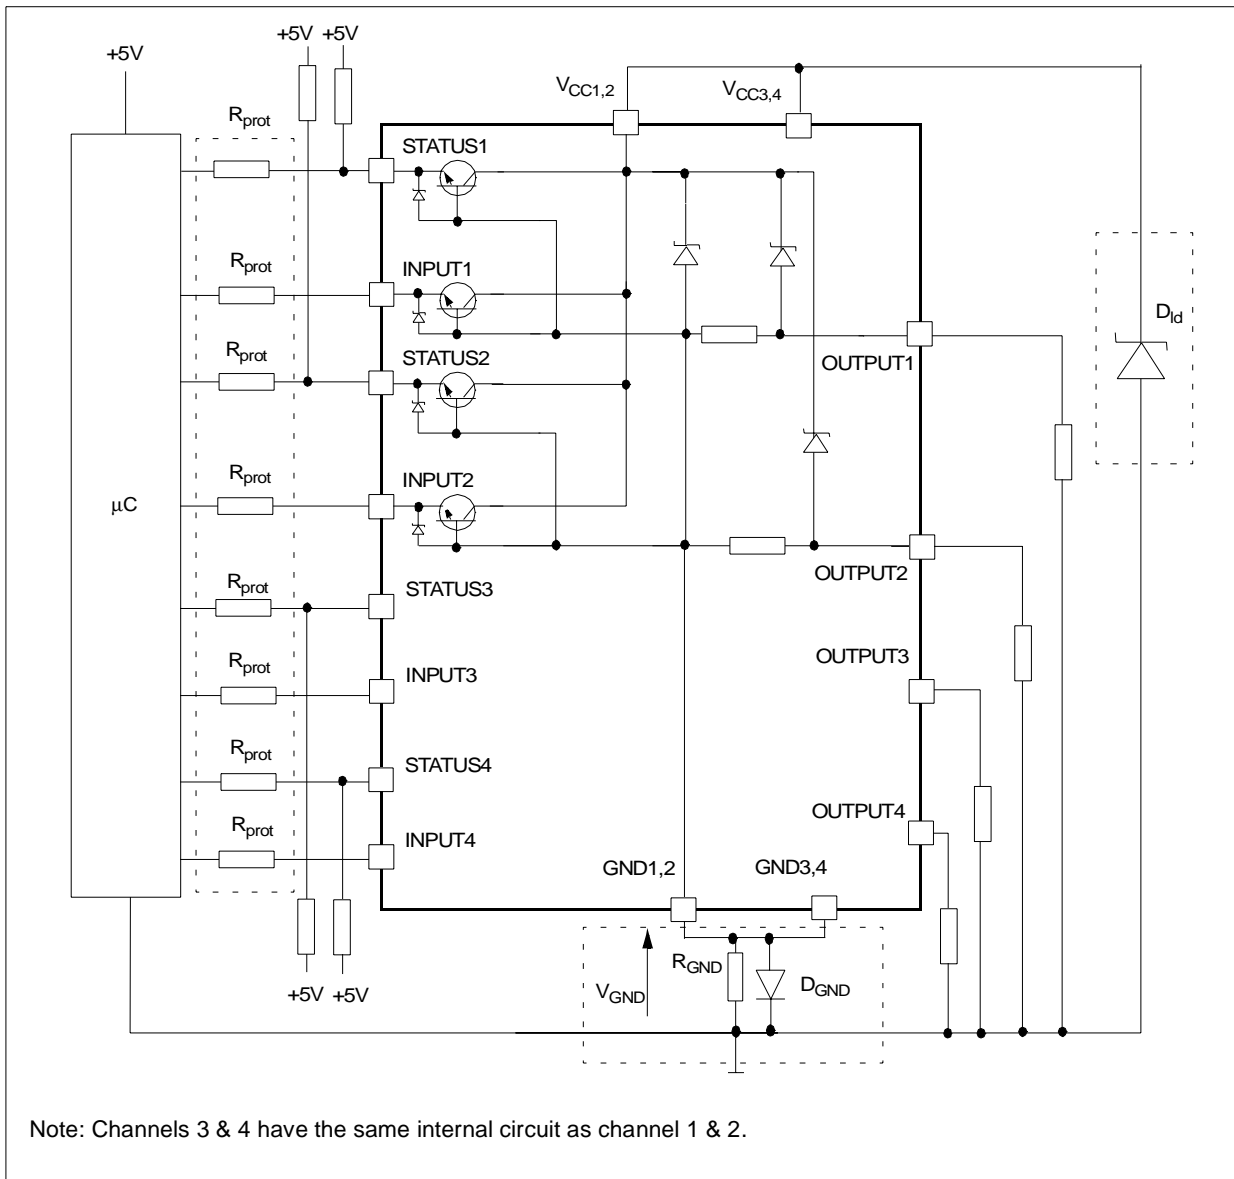 +5V +5V
+5V
VCC1,2
VCC3,4
Rprot
STATUS1
Rprot
INPUT1
Dld
Rprot
STATUS2
OUTPUT1
Rprot
INPUT2
μC
OUTPUT2
Rprot
STATUS3
OUTPUT3
Rprot
INPUT3
Rprot
STATUS4
OUTPUT4
Rprot
INPUT4
GND1,2
GND3,4
RGND
DGND
VGND
+5V +5V
Note: Channels 3 & 4 have the same internal circuit as channel 1 & 2.